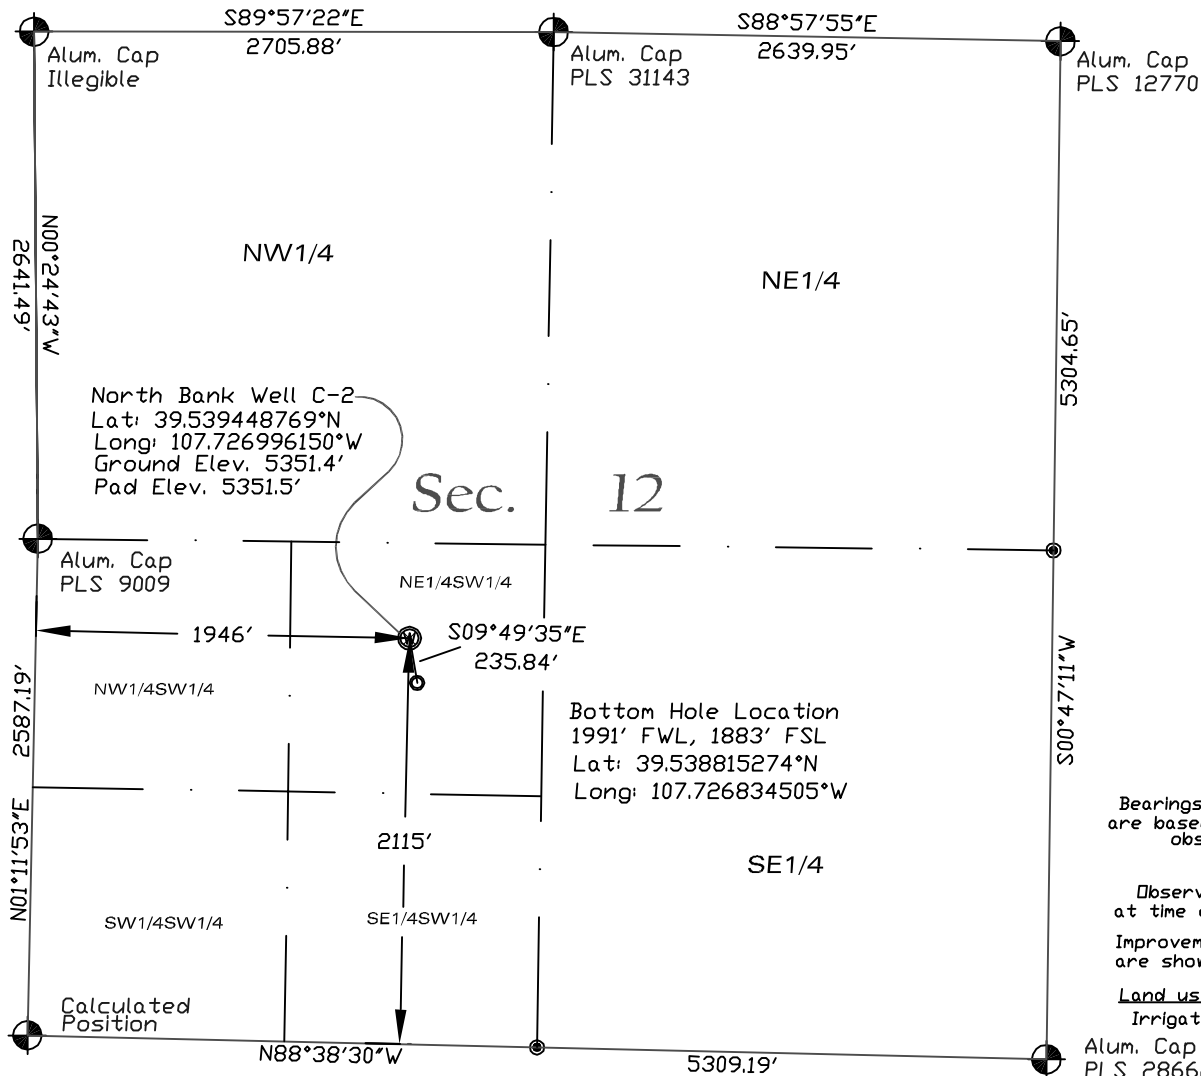 S89°57'22"E
2705.88'
S88°57'55"E
2639.95'
Alum. Cap
Illegible
Alum. Cap
PLS 31143
Alum. Cap
PLS 12770
N00°24'43"W
2641.49'
NW1/4
NE1/4
5304.65'
North Bank Well C-2
Lat: 39.539448769°N
Long: 107.726996150°W
Ground Elev. 5351.4'
Pad Elev. 5351.5'
Sec. 12
Alum. Cap
PLS 9009
NE1/4SW1/4
1946'
W
S09°49'35"E
235.84'
NW1/4SW1/4
2587.19'
N01°11'53"E
S00°47'11"W
Bottom Hole Location
1991' FWL, 1883' FSL
Lat: 39.538815274°N
Long: 107.726834505°W
2115'
SE1/4
SW1/4SW1/4
SE1/4SW1/4
Bearings
are base
obs
Observ
at time
Improvem
are show
Land us
Irrigat
Calculated
Position
N88°38'30"W
5309.19'
Alum. Cap
PLS 2866